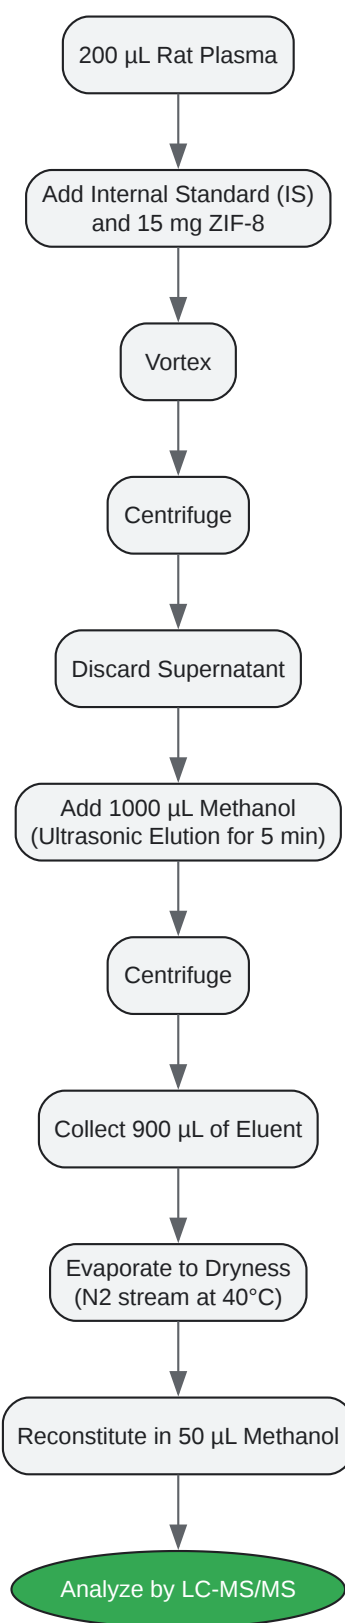 200 µL Rat Plasma
Add Internal Standard (IS)
and 15 mg ZIF-8
Vortex
Centrifuge
Discard Supernatant
Add 1000 µL Methanol
(Ultrasonic Elution for 5 min)
Centrifuge
Collect 900 µL of Eluent
Evaporate to Dryness
(N2 stream at 40°C)
Reconstitute in 50 µL Methanol
Analyze by LC-MS/MS